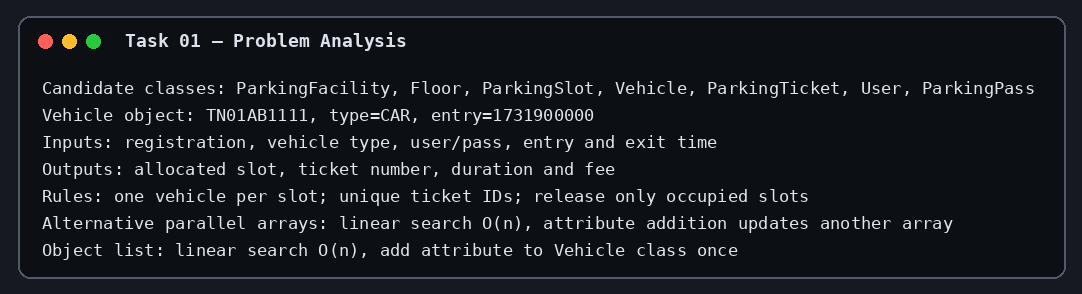 Task 01 — Problem Analysis
Candidate classes: ParkingFacility, Floor, ParkingSlot, Vehicle, ParkingTicket, User, ParkingPass
Vehicle object: TN01AB1111, type=CAR, entry=1731900000
Inputs: registration, vehicle type, user/pass, entry and exit time
Outputs: allocated slot, ticket number, duration and fee
Rules: one vehicle per slot; unique ticket IDs; release only occupied slots
Alternative parallel arrays: linear search O(n), attribute addition updates another array
Object list: linear search O(n), add attribute to Vehicle class once